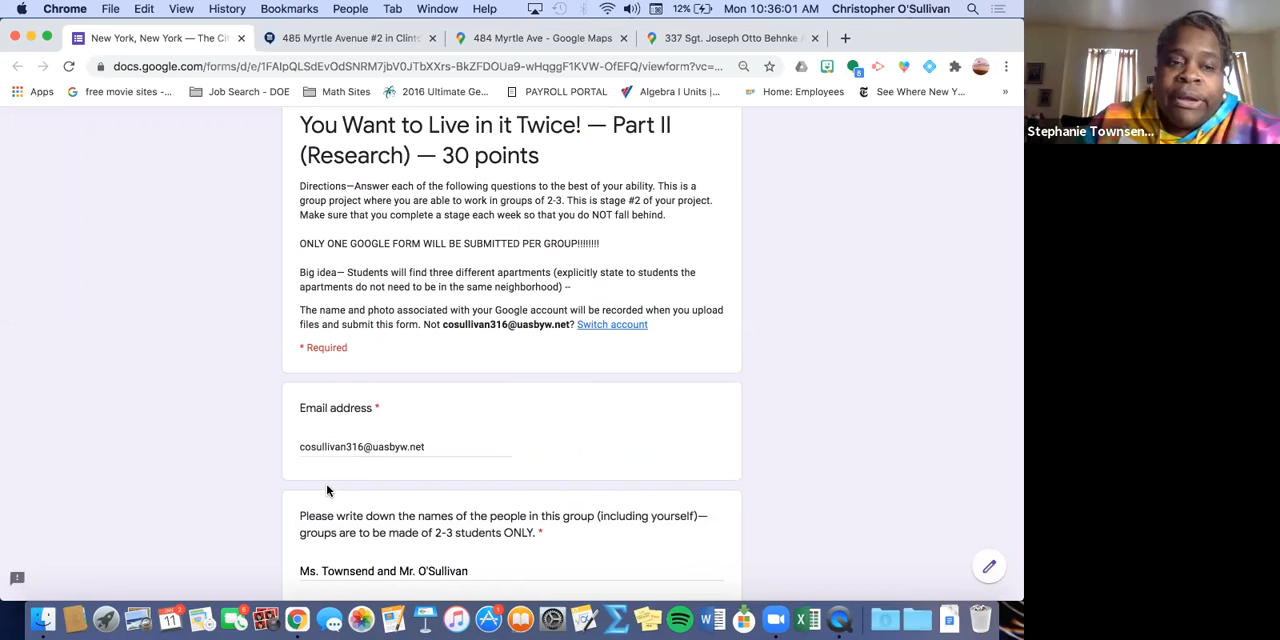 Chrome File Edit View History Bookmarks People Tab Window Help 12% Mon 10:36:01 AM Christopher O'Sullivan
New York, New York — The Ci 485 Myrtle Avenue #2 in Clint 484 Myrtle Ave - Google Maps 337 Sgt. Joseph Otto Behnke
docs.google.com/forms/d/e/1FAIpQLSdEvOdSNRM7jbVOJTbXXrs-BkZFDOUa9-wHqggF1KVW-OfEFQ/viewform?vc=...
Apps free movie sites -... Job Search - DOE Math Sites 2016 Ultimate Ge... PAYROLL PORTAL Algebra I Units |... Home: Employees See Where New Y... »
Stephanie Townsen...
You Want to Live in it Twice! — Part II
(Research) — 30 points
Directions—Answer each of the following questions to the best of your ability. This is a
group project where you are able to work in groups of 2-3. This is stage #2 of your project.
Make sure that you complete a stage each week so that you do NOT fall behind.
ONLY ONE GOOGLE FORM WILL BE SUBMITTED PER GROUP!!!!!!!!
Big idea— Students will find three different apartments (explicitly state to students the
apartments do not need to be in the same neighborhood) --
The name and photo associated with your Google account will be recorded when you upload
files and submit this form. Not cosullivan316@uasbyw.net? Switch account
* Required
Email address *
cosullivan316@uasbyw.net
Please write down the names of the people in this group (including yourself)—
groups are to be made of 2-3 students ONLY. *
Ms. Townsend and Mr. O'Sullivan